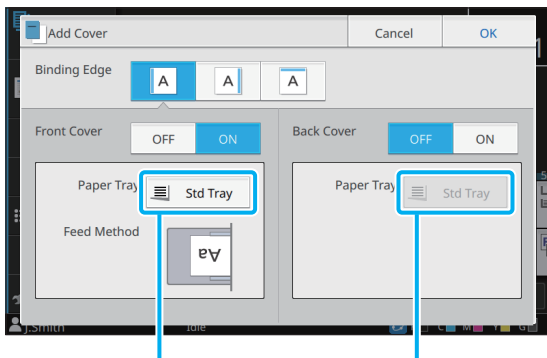 Add Cover Cancel OK
Binding Edge A A A
Front Cover OFF ON
Back Cover OFF ON
Paper Tray Std Tray
Paper Tray Std Tray
Feed Method Aa
J.Smith Idle C M Y G